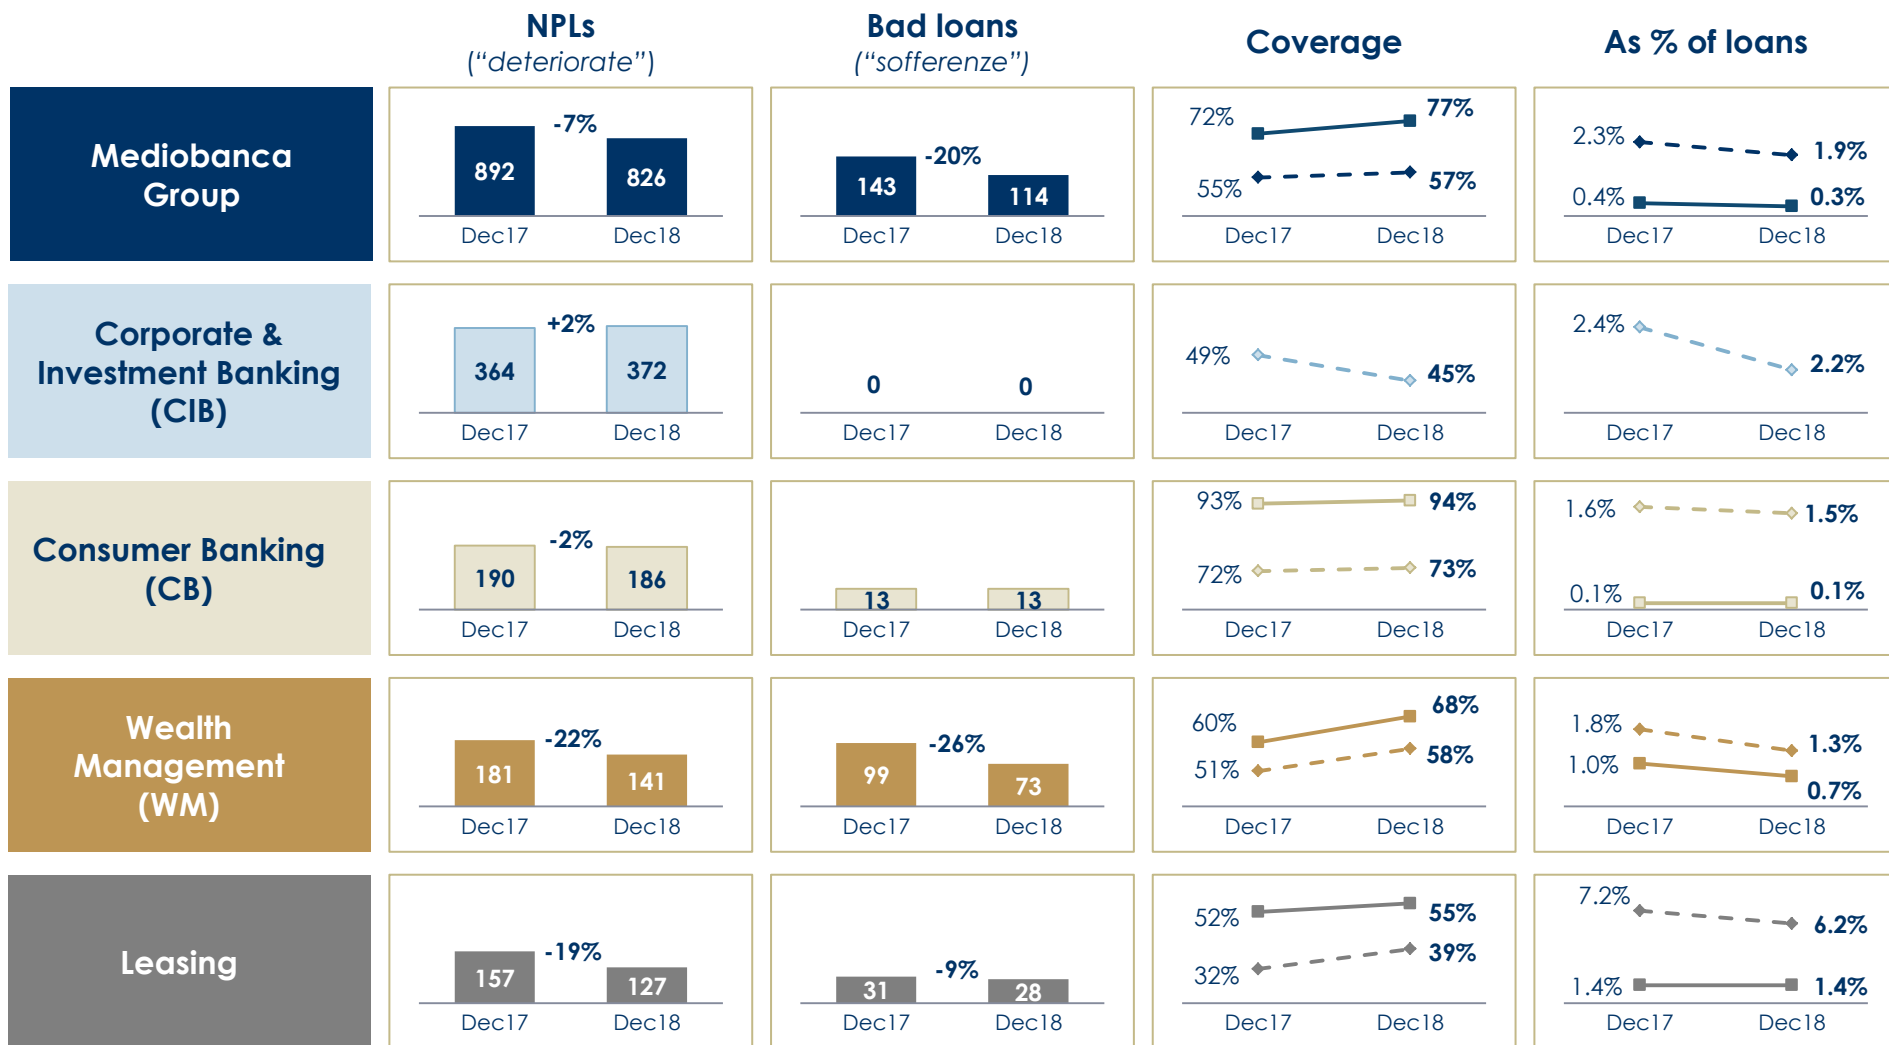 NPLs
(“deteriorate”)
Bad loans
(“sofferenze”)
Coverage
As % of loans
Mediobanca
Group
892
-7%
826
Dec17
Dec18
143
-20%
114
Dec17
Dec18
72%
77%
55%
57%
Dec17
Dec18
2.3%
1.9%
0.4%
0.3%
Dec17
Dec18
Corporate &
Investment Banking
(CIB)
364
+2%
372
Dec17
Dec18
0
0
Dec17
Dec18
49%
45%
Dec17
Dec18
2.4%
2.2%
Dec17
Dec18
Consumer Banking
(CB)
190
-2%
186
Dec17
Dec18
13
13
Dec17
Dec18
93%
94%
72%
73%
Dec17
Dec18
1.6%
1.5%
0.1%
0.1%
Dec17
Dec18
Wealth
Management
(WM)
181
-22%
141
Dec17
Dec18
99
-26%
73
Dec17
Dec18
60%
68%
51%
58%
Dec17
Dec18
1.8%
1.3%
1.0%
0.7%
Dec17
Dec18
Leasing
157
-19%
127
Dec17
Dec18
31
-9%
28
Dec17
Dec18
52%
55%
32%
39%
Dec17
Dec18
7.2%
6.2%
1.4%
1.4%
Dec17
Dec18